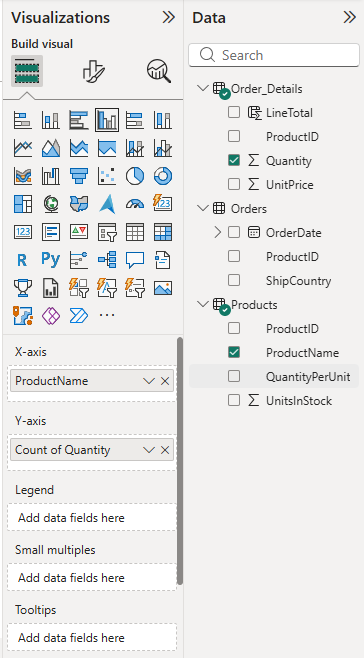 Visualizations
Build visual
123
123
R
Py
X-axis
ProductName
Y-axis
Count of Quantity
Legend
Add data fields here
Small multiples
Add data fields here
Tooltips
Add data fields here
Data
Search
Order_Details
LineTotal
ProductID
Quantity
UnitPrice
Orders
OrderDate
ProductID
ShipCountry
Products
ProductID
ProductName
QuantityPerUnit
UnitsInStock